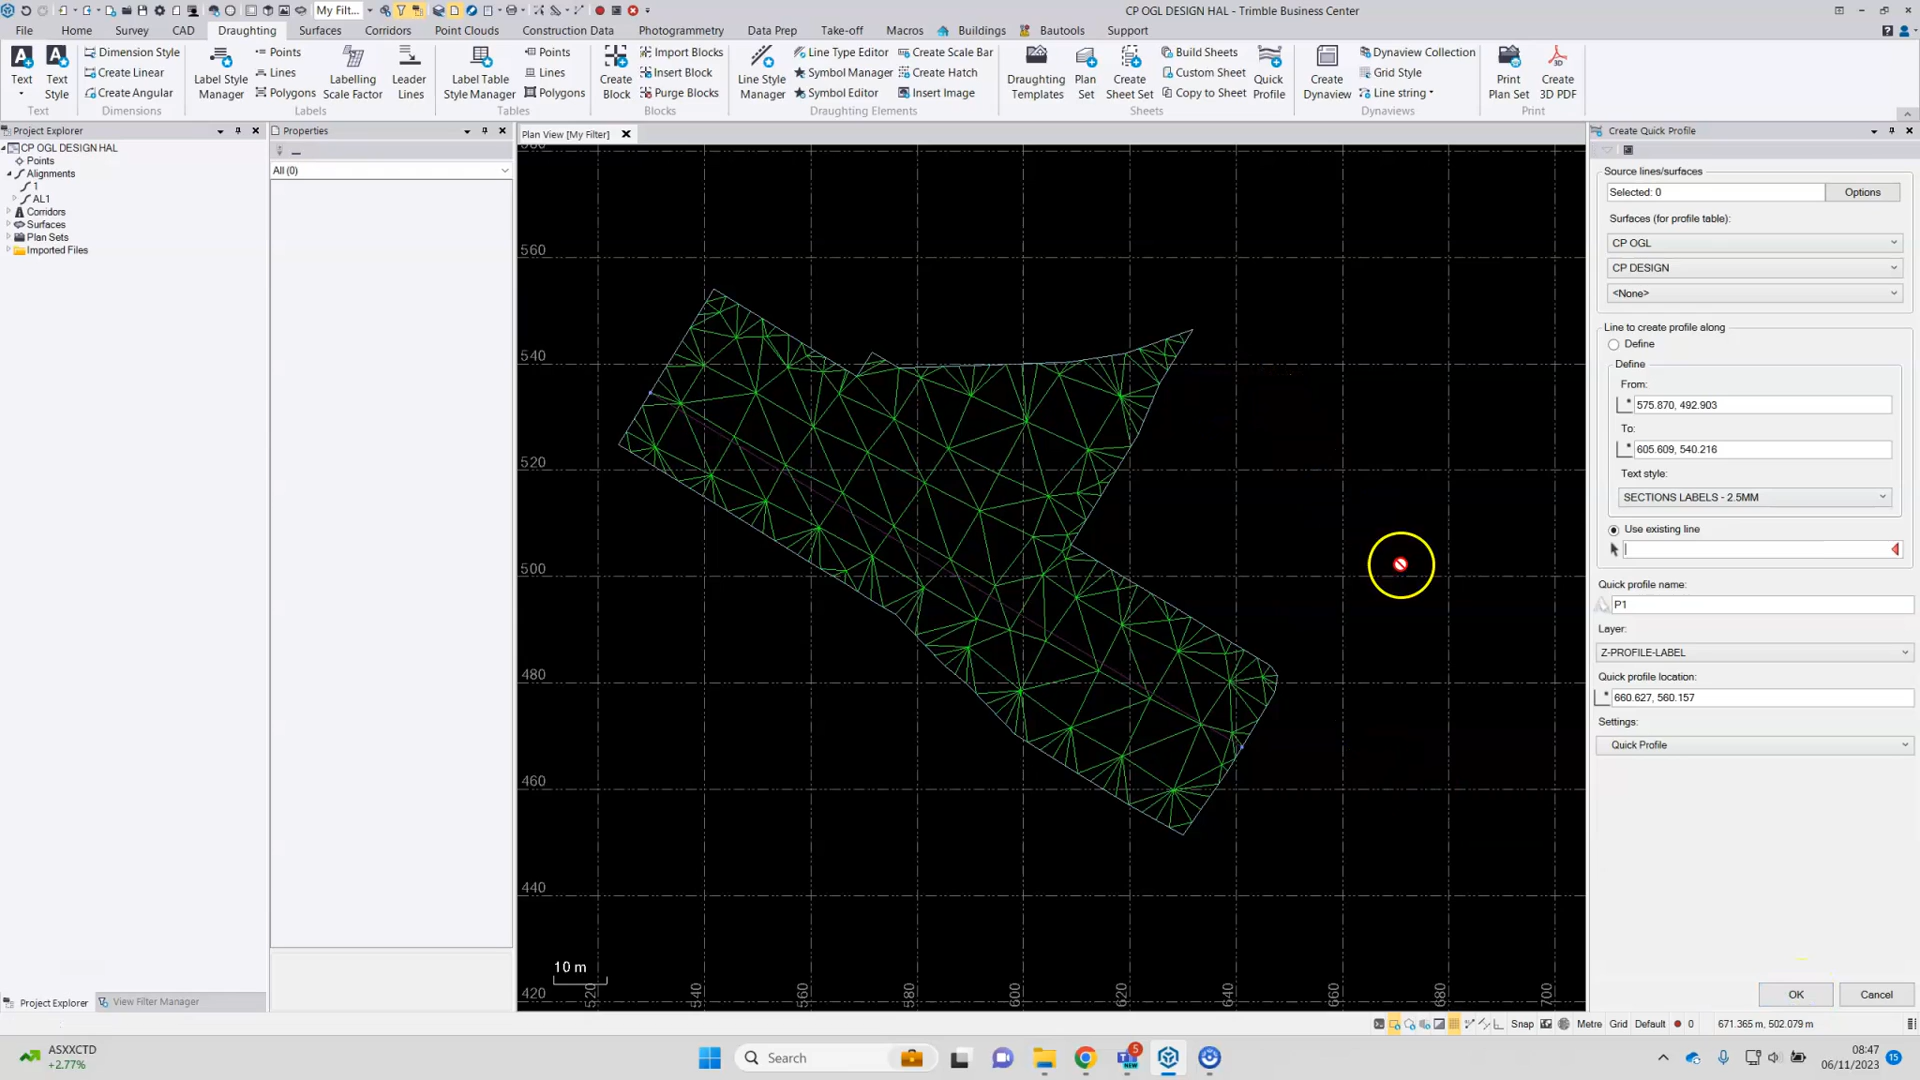 My Filt...
CP OGL DESIGN HAL - Trimble Business Center
File Home Survey CAD Draughting Surfaces Corridors Point Clouds Construction Data Photogrammetry Data Prep Take-off Macros Buildings Bautools Support
Text
Text Style
Dimension Style
Create Linear
Create Angular
Label Style Manager
Points
Lines
Polygons
Labelling Scale Factor
Leader Lines
Label Table Style Manager
Points
Lines
Polygons
Create Block
Import Blocks
Insert Block
Purge Blocks
Line Style Manager
Line Type Editor
Symbol Manager
Symbol Editor
Create Scale Bar
Create Hatch
Insert Image
Draughting Templates
Plan Set
Create Sheet Set
Build Sheets
Custom Sheet
Copy to Sheet
Quick Profile
Create Dynaview
Dynaview Collection
Grid Style
Line string
Print Plan Set
Create 3D PDF
Text Dimensions Labels Tables Blocks Draughting Elements Sheets Dynaviews Print
Project Explorer
CP OGL DESIGN HAL
Points
Alignments
1
AL1
Corridors
Surfaces
Plan Sets
Imported Files
Project Explorer View Filter Manager
Properties
All (0)
Plan View [My Filter]
560
540
520
500
480
460
440
420
10 m
520 540 560 580 600 620 640 660 680 700
Create Quick Profile
Source lines/surfaces
Selected: 0
Options
Surfaces (for profile table):
CP OGL
CP DESIGN
<None>
Line to create profile along
Define
Define
From:
575.870, 492.903
To:
605.609, 540.216
Text style:
SECTIONS LABELS - 2.5MM
Use existing line
Quick profile name:
P1
Layer:
Z-PROFILE-LABEL
Quick profile location:
660.627, 560.157
Settings:
Quick Profile
OK
Cancel
Snap Metre Grid Default 0 671.365 m, 502.079 m
ASXXCTD
+2.77%
Search
5
NEW
08:47
06/11/2023
15